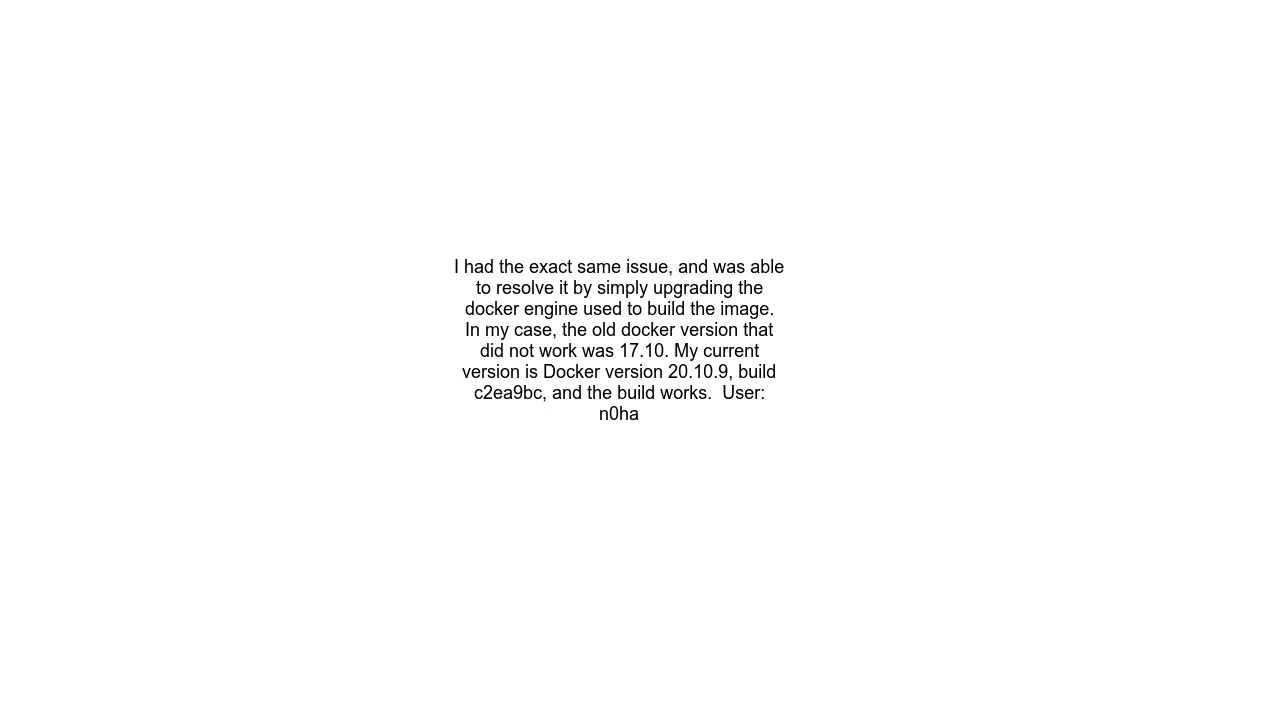 I had the exact same issue, and was able
to resolve it by simply upgrading the
docker engine used to build the image.
In my case, the old docker version that
did not work was 17.10. My current
version is Docker version 20.10.9, build
c2ea9bc, and the build works.  User:
n0ha